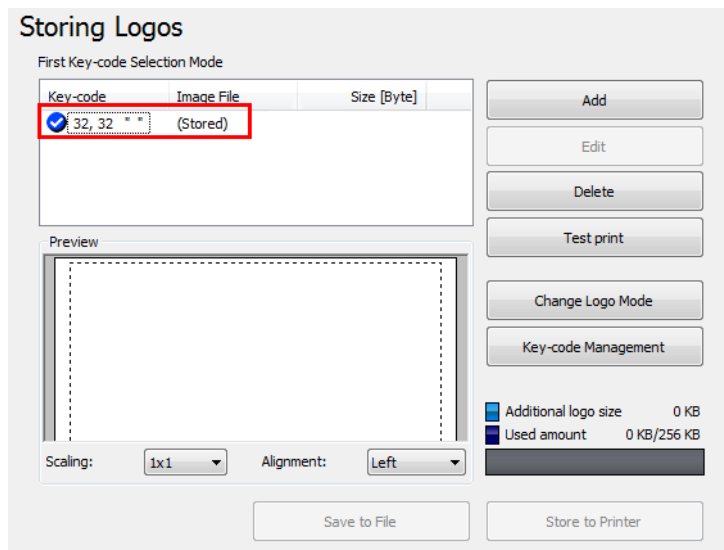 Storing Logos
First Key-code Selection Mode
Key-code Image File Size [Byte]
32, 32 " " (Stored)
Add
Edit
Delete
Test print
Preview
Change Logo Mode
Key-code Management
Additional logo size 0 KB
Used amount 0 KB/256 KB
Scaling: 1x1 Alignment: Left
Save to File
Store to Printer